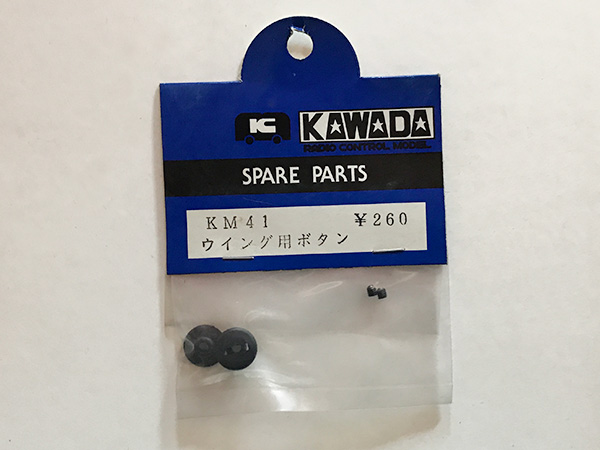 K KAWADA
RADIO CONTROL MODEL
SPARE PARTS
KM41 ¥260
ウイング用ボタン